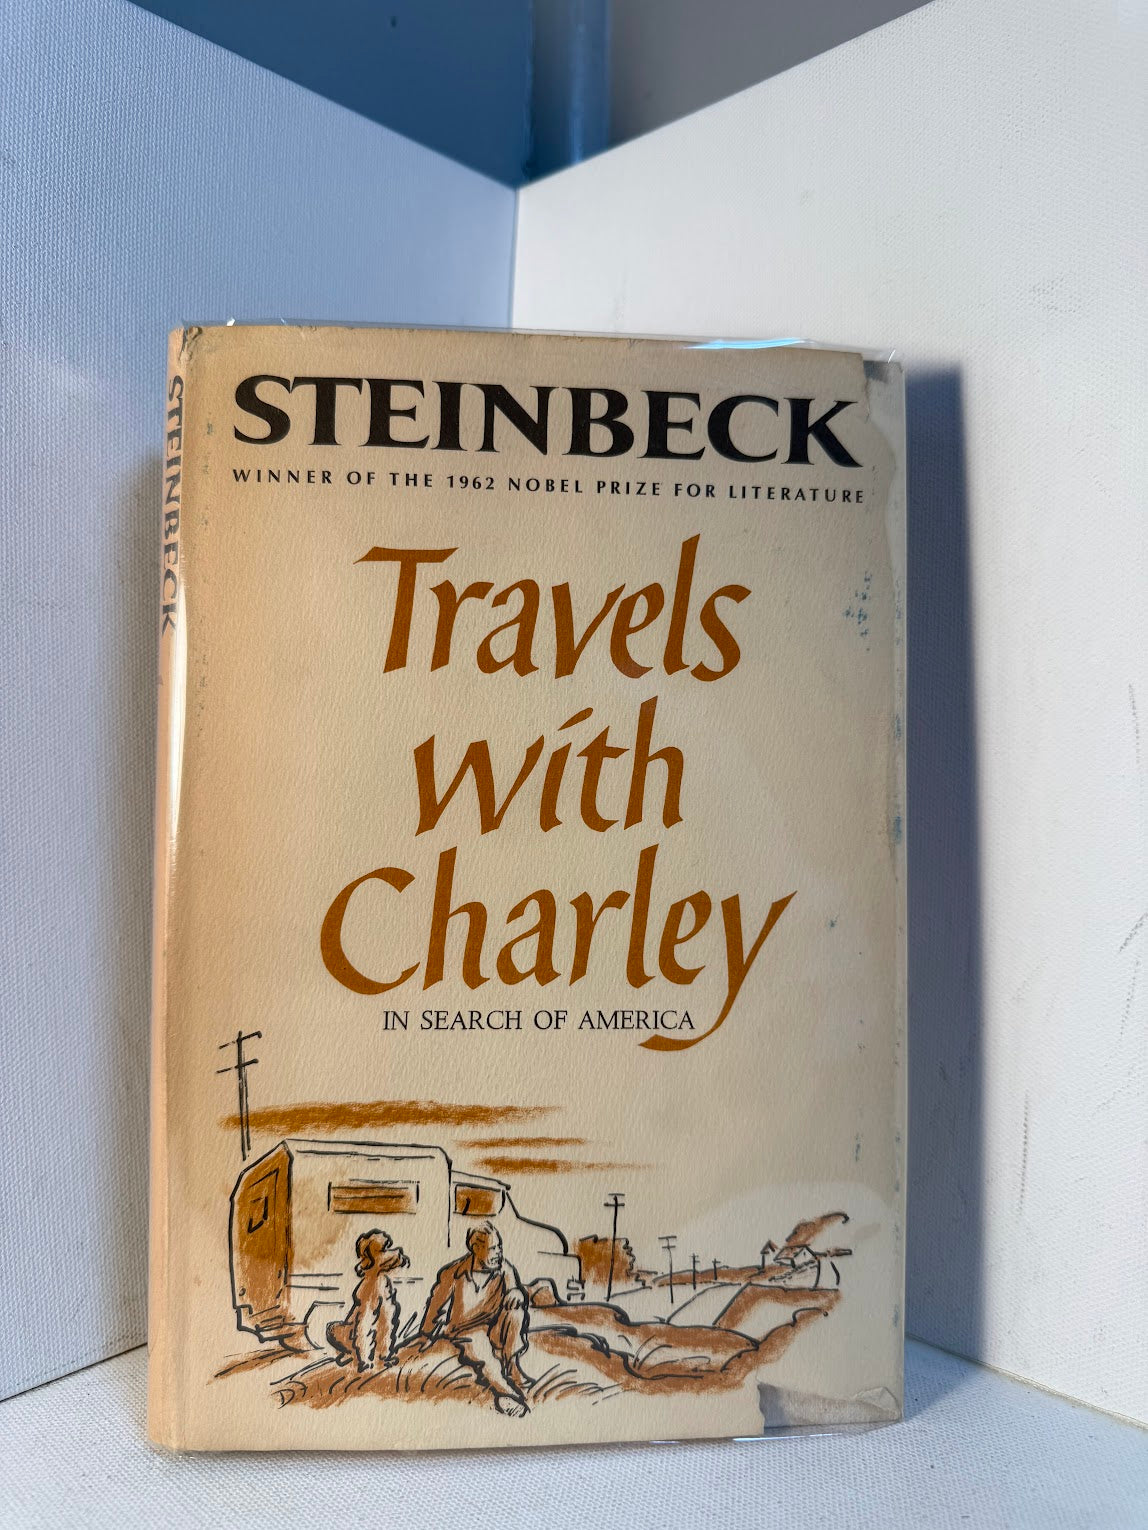 STEINBECK
WINNER OF THE 1962 NOBEL PRIZE FOR LITERATURE
Travels
with
Charley
IN SEARCH OF AMERICA
STEINBECK